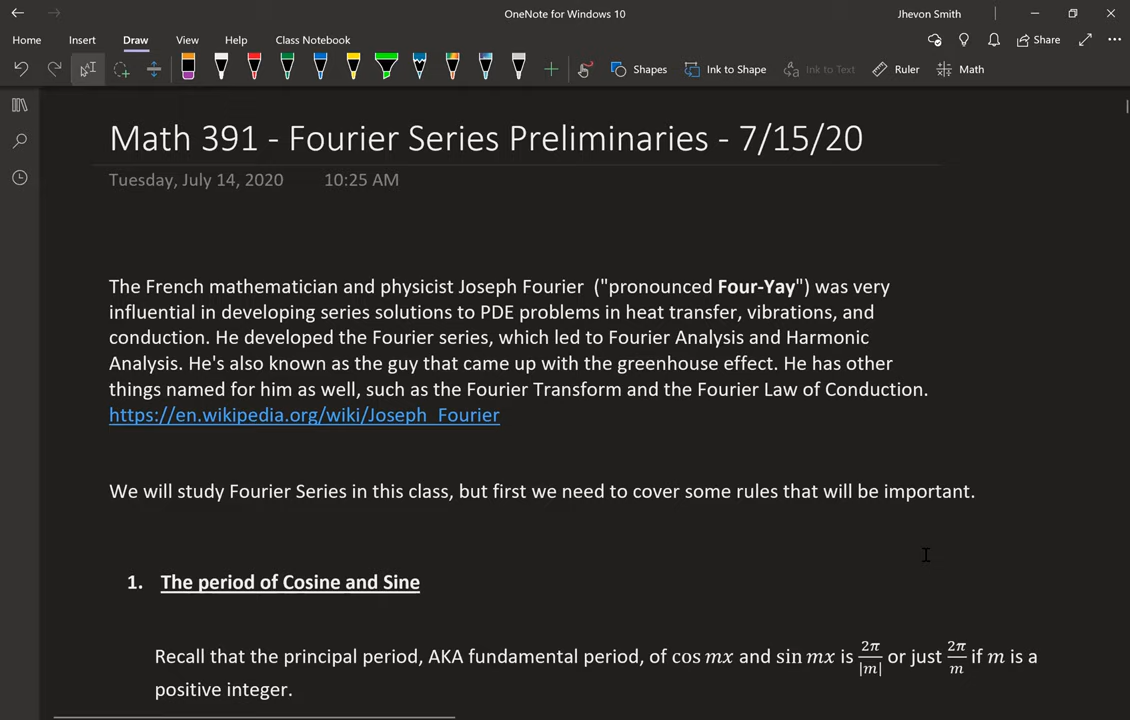 OneNote for Windows 10
Jhevon Smith
Home Insert Draw View Help Class Notebook
Share
Shapes Ink to Shape Ink to Text Ruler Math
Math 391 - Fourier Series Preliminaries - 7/15/20
Tuesday, July 14, 2020 10:25 AM
The French mathematician and physicist Joseph Fourier ("pronounced Four-Yay") was very
influential in developing series solutions to PDE problems in heat transfer, vibrations, and
conduction. He developed the Fourier series, which led to Fourier Analysis and Harmonic
Analysis. He's also known as the guy that came up with the greenhouse effect. He has other
things named for him as well, such as the Fourier Transform and the Fourier Law of Conduction.
https://en.wikipedia.org/wiki/Joseph_Fourier
We will study Fourier Series in this class, but first we need to cover some rules that will be important.
1. The period of Cosine and Sine
Recall that the principal period, AKA fundamental period, of cos mx and sin mx is 2π/|m| or just 2π/m if m is a
positive integer.